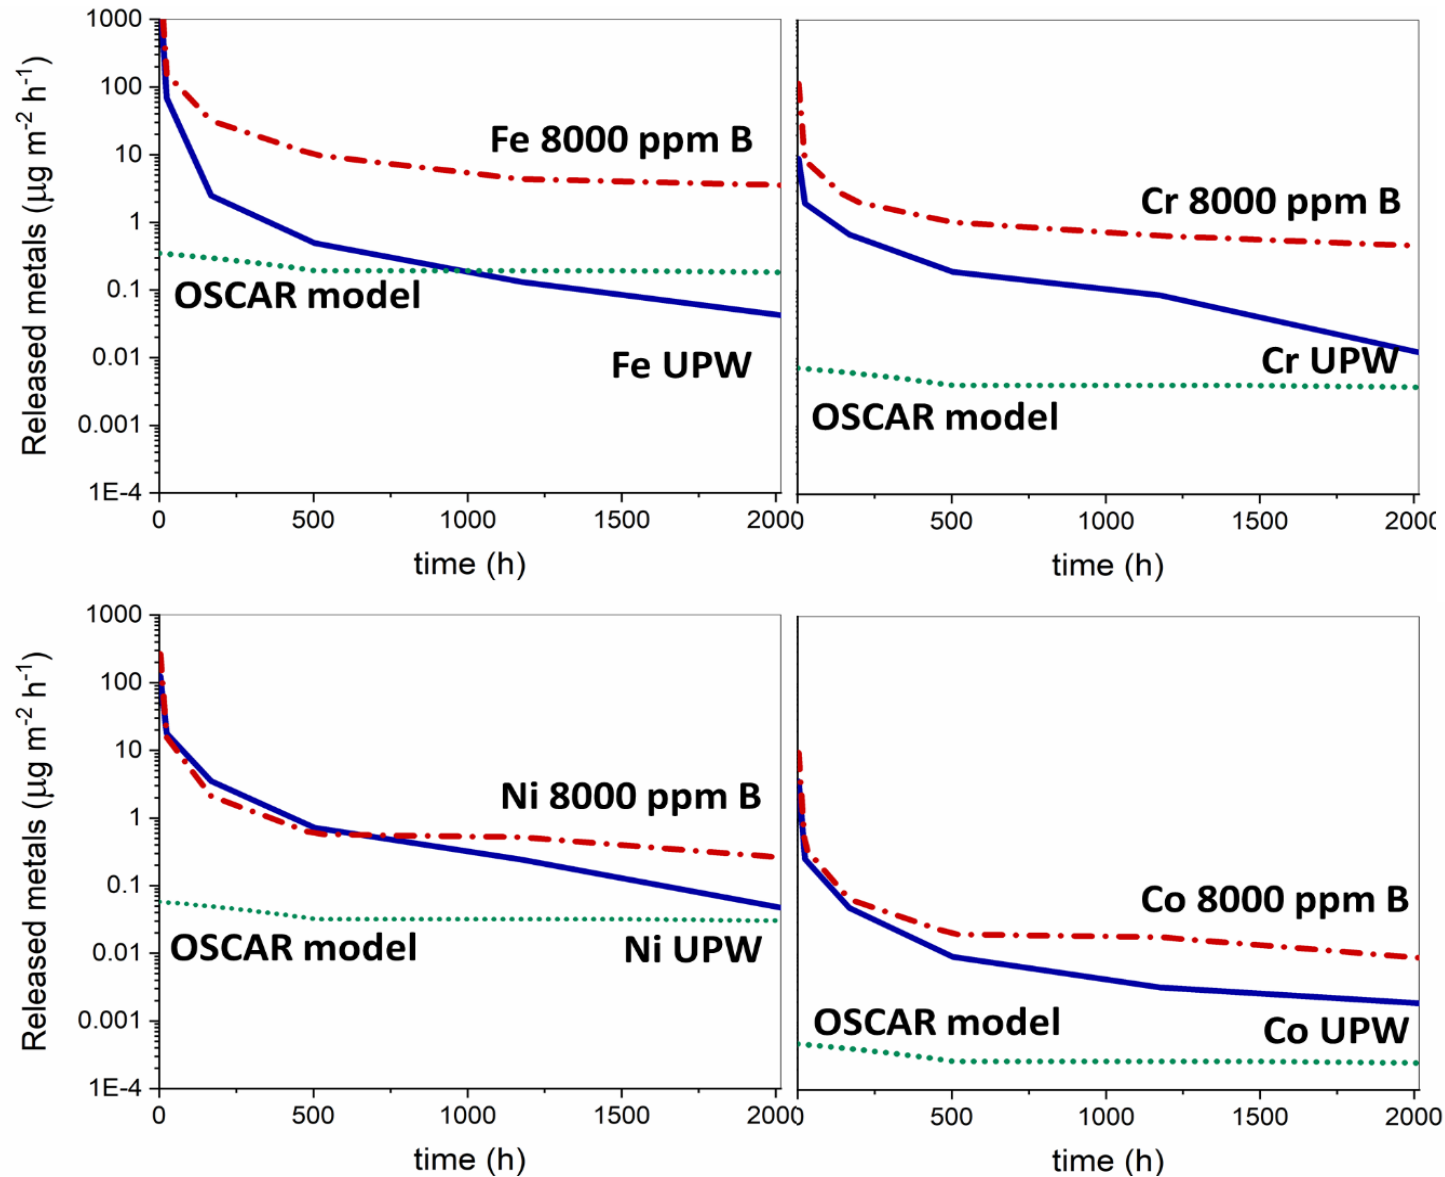 1000
100
10
1
0.1
0.01
0.001
1E-4
Released metals (µg m-2 h-1)
Fe 8000 ppm B
OSCAR model
Fe UPW
0 500 1000 1500 2000
time (h)
Cr 8000 ppm B
Cr UPW
OSCAR model
500 1000 1500 2000
time (h)
1000
100
10
1
0.1
0.01
0.001
1E-4
Released metals (µg m-2 h-1)
Ni 8000 ppm B
OSCAR model
Ni UPW
0 500 1000 1500 2000
time (h)
Co 8000 ppm B
OSCAR model
Co UPW
500 1000 1500 2000
time (h)